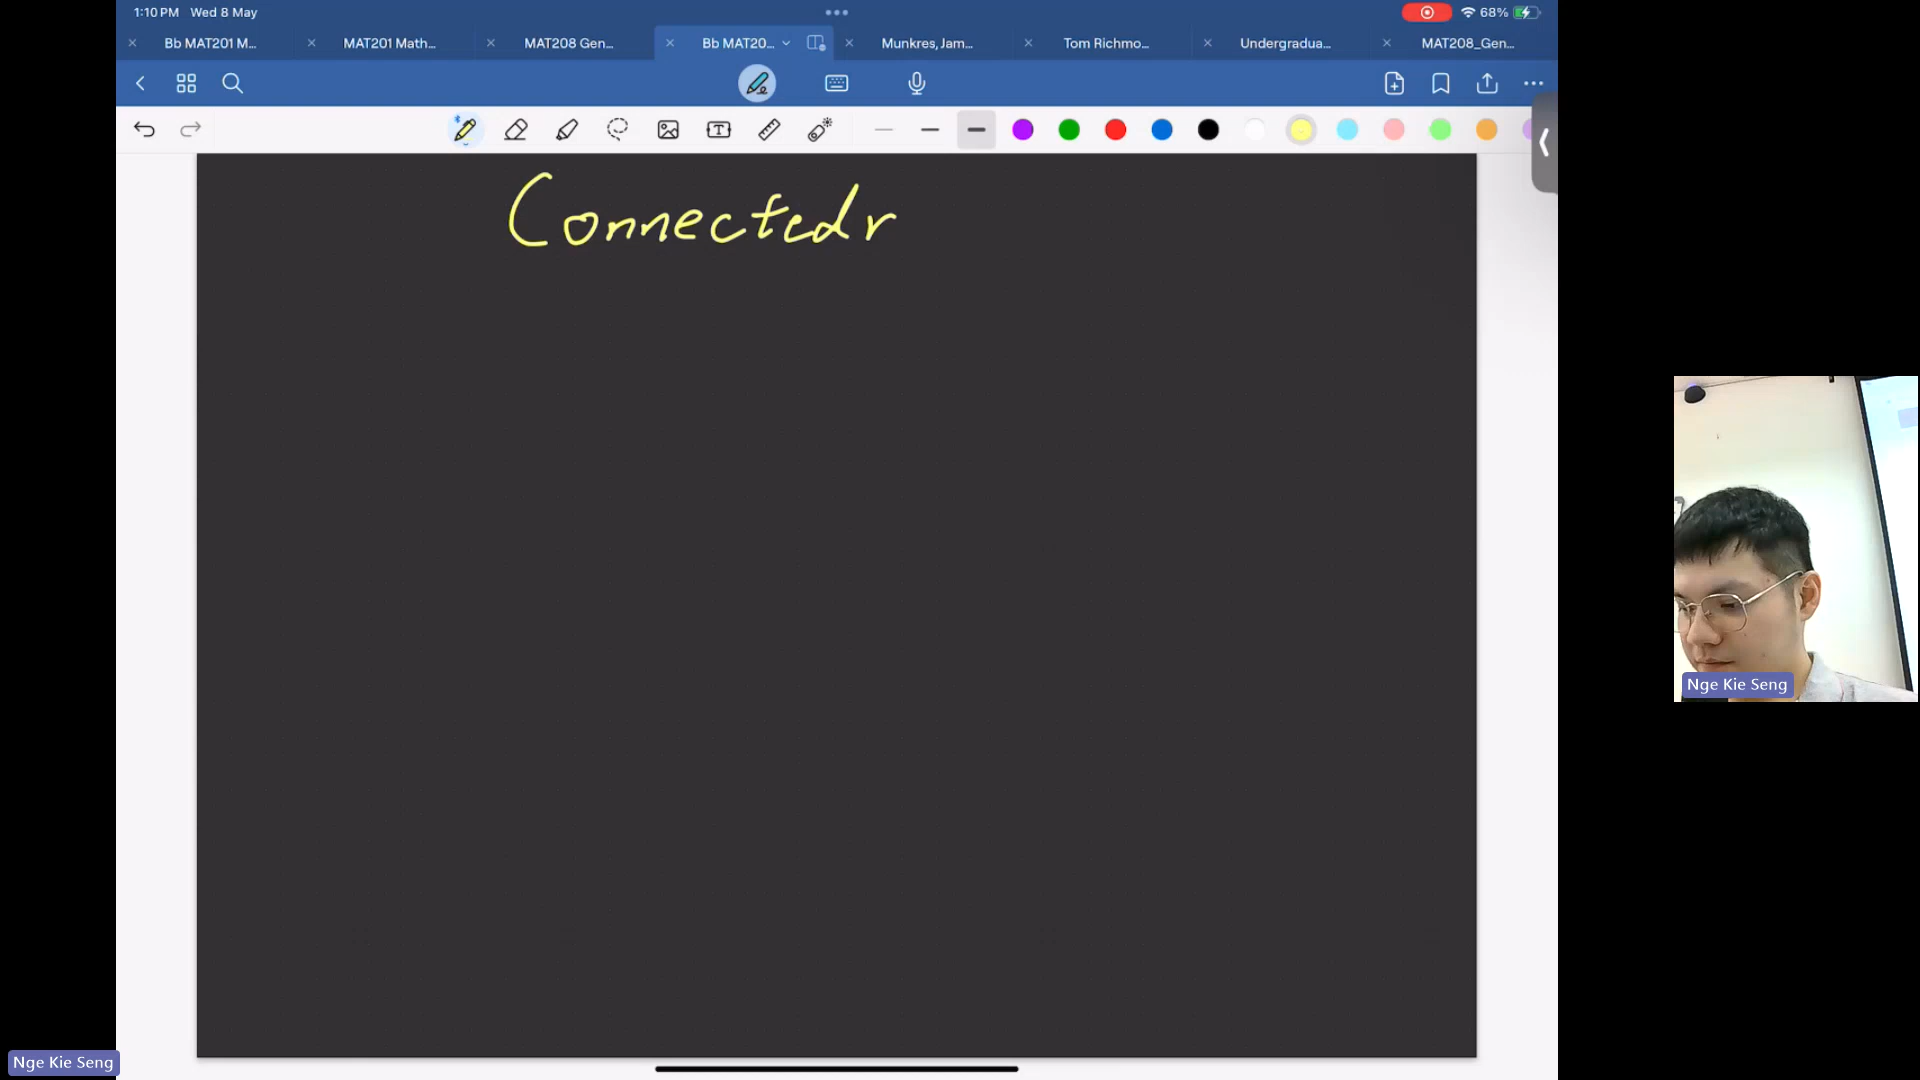 1:10 PM Wed 8 May
68%
Bb MAT201 M...
MAT201 Math...
MAT208 Gen...
Bb MAT20...
Munkres, Jam...
Tom Richmo...
Undergradua...
MAT208_Gen...
T
Connectedr
Nge Kie Seng
Nge Kie Seng